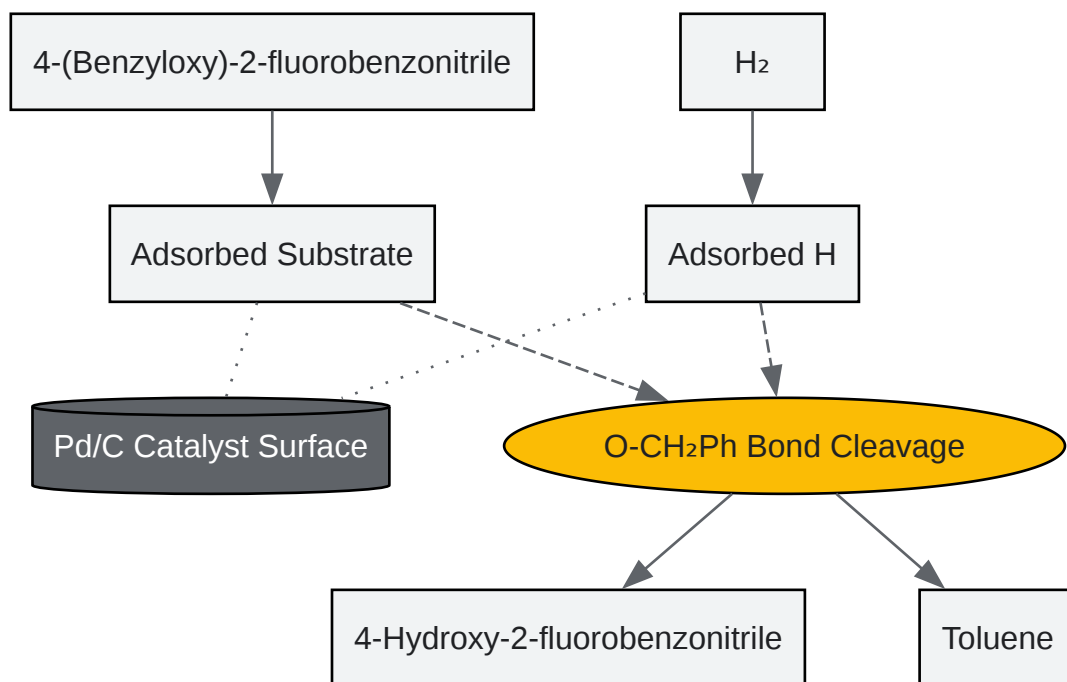 4-(Benzyloxy)-2-fluorobenzonitrile
H₂
Adsorbed Substrate
Adsorbed H
Pd/C Catalyst Surface
O-CH₂Ph Bond Cleavage
4-Hydroxy-2-fluorobenzonitrile
Toluene